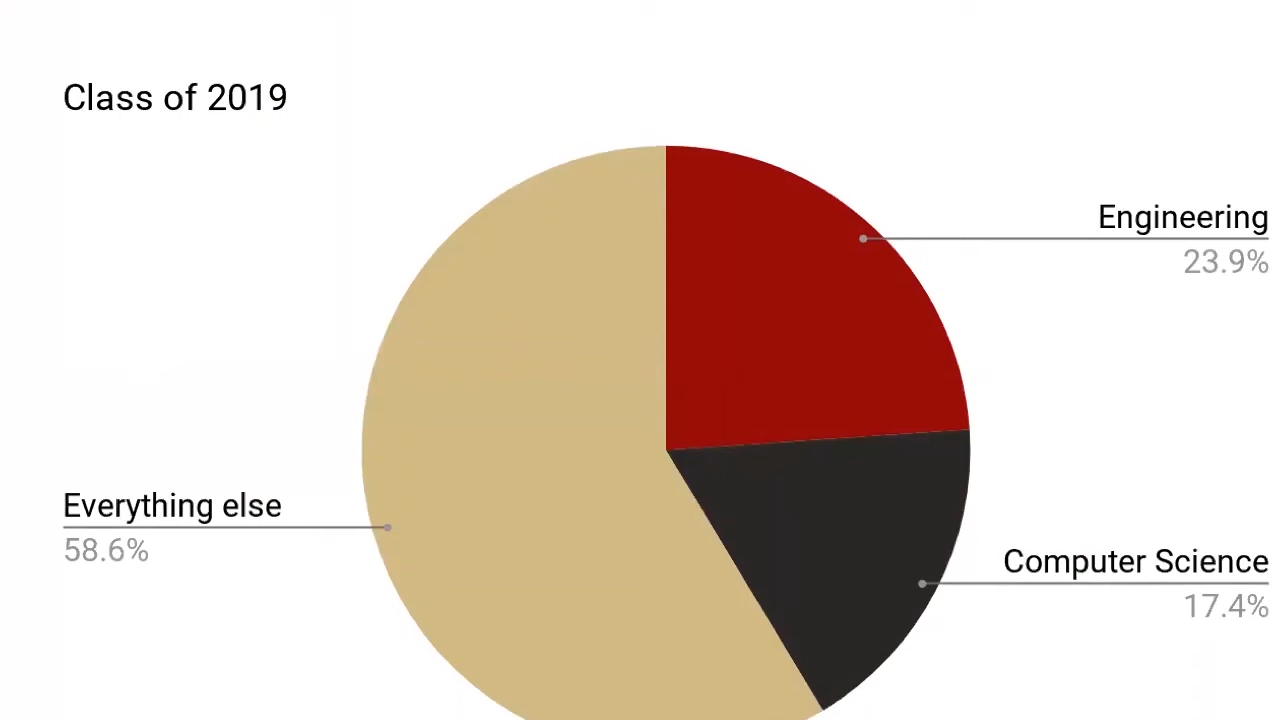 Class of 2019
Engineering
23.9%
Everything else
58.6%
Computer Science
17.4%